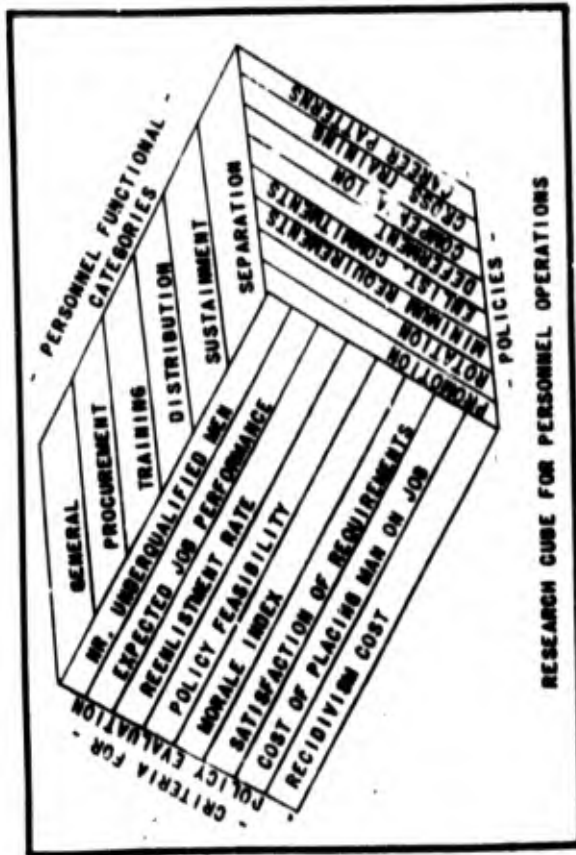 - PERSONNEL FUNCTIONAL
CATEGORIES -
GENERAL
PROCUREMENT
TRAINING
DISTRIBUTION
SUSTAINMENT
SEPARATION
- CRITERIA FOR -
POLICY EVALUATION
NR. UNDERQUALIFIED MEN
EXPECTED JOB PERFORMANCE
REENLISTMENT RATE
POLICY FEASIBILITY
MORALE INDEX
SATISFACTION OF REQUIREMENTS
COST OF PLACING MAN ON JOB
RECIDIVISM COST
PROMOTION
ROTATION
MINIMUM REQUIREMENTS
ENLIST. COMMITMENTS
DEFERMENT
CROSS TRAINING
CAREER PATTERNS
- POLICIES -
RESEARCH CUBE FOR PERSONNEL OPERATIONS